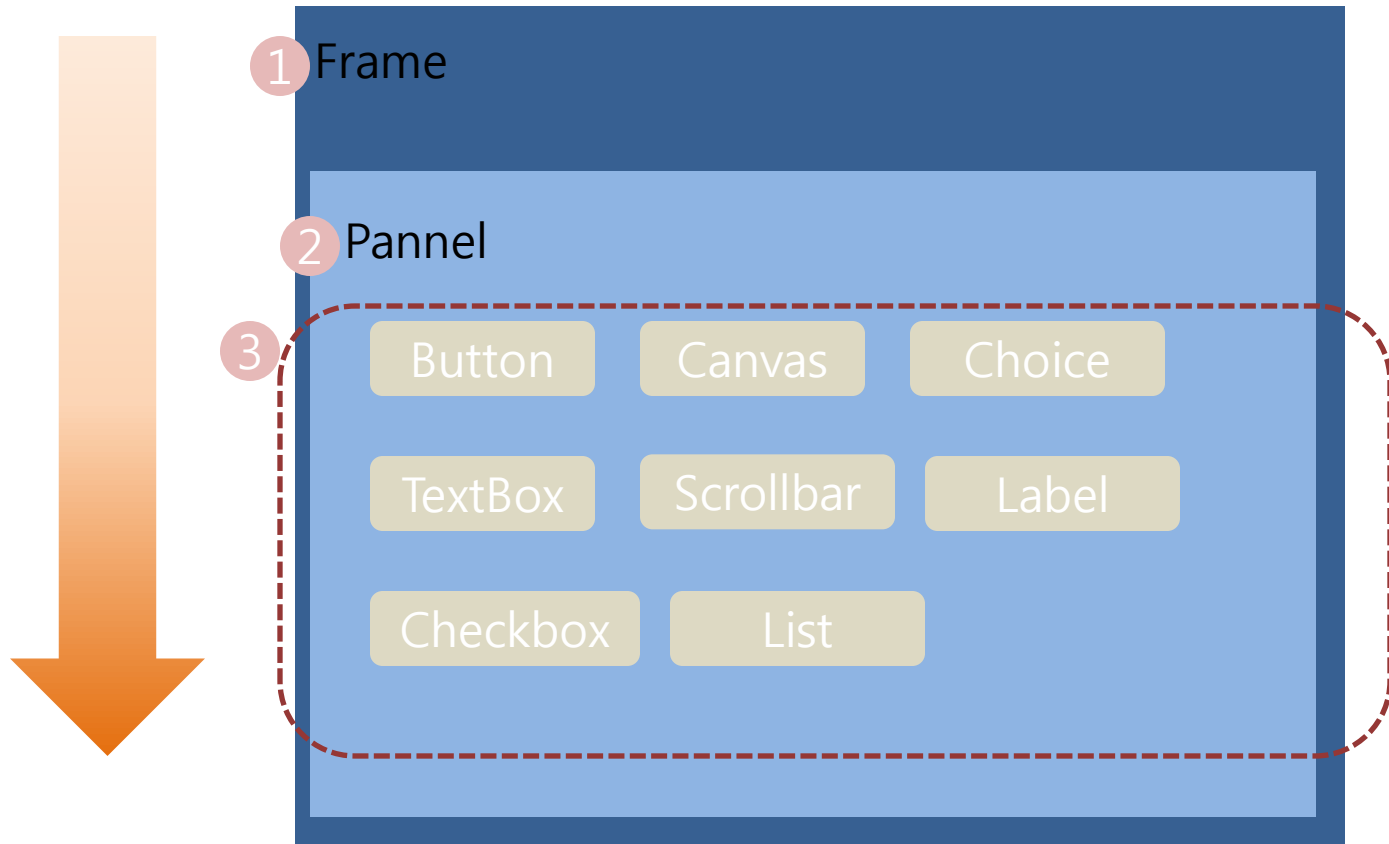 1 Frame
2 Pannel
3
Button Canvas Choice
TextBox Scrollbar Label
Checkbox List